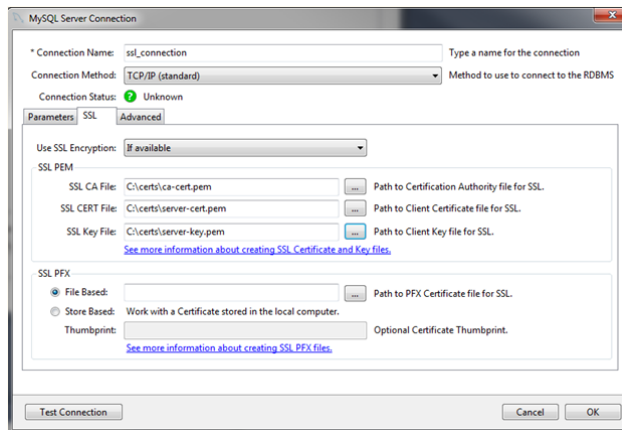 MySQL Server Connection
* Connection Name: ssl_connection Type a name for the connection
Connection Method: TCP/IP (standard) Method to use to connect to the RDBMS
Connection Status: ? Unknown
Parameters SSL Advanced
Use SSL Encryption: If available
SSL PEM
SSL CA File: C:\certs\ca-cert.pem ... Path to Certification Authority file for SSL.
SSL CERT File: C:\certs\server-cert.pem ... Path to Client Certificate file for SSL.
SSL Key File: C:\certs\server-key.pem ... Path to Client Key file for SSL.
See more information about creating SSL Certificate and Key files.
SSL PFX
File Based: ... Path to PFX Certificate file for SSL.
Store Based: Work with a Certificate stored in the local computer.
Thumbprint: Optional Certificate Thumbprint.
See more information about creating SSL PFX files.
Test Connection Cancel OK